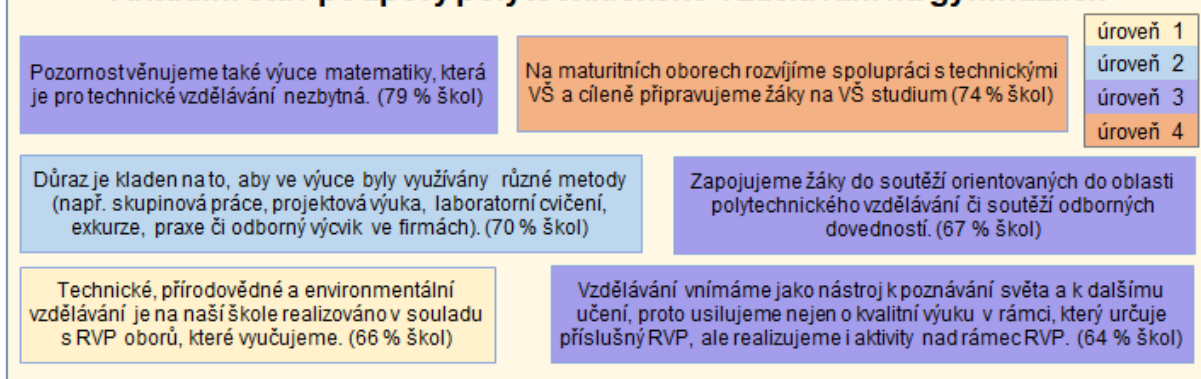 úroveň 1
úroveň 2
úroveň 3
úroveň 4
Pozornost věnujeme také výuce matematiky, která
je pro technické vzdělávání nezbytná. (79 % škol)
Na maturitních oborech rozvíjíme spolupráci s technickými
VŠ a cíleně připravujeme žáky na VŠ studium (74 % škol)
Důraz je kladen na to, aby ve výuce byly využívány různé metody
(např. skupinová práce, projektová výuka, laboratorní cvičení,
exkurze, praxe či odborný výcvik ve firmách). (70 % škol)
Zapojujeme žáky do soutěží orientovaných do oblasti
polytechnického vzdělávání či soutěží odborných
dovedností. (67 % škol)
Technické, přírodovědné a environmentální
vzdělávání je na naší škole realizováno v souladu
s RVP oborů, které vyučujeme. (66 % škol)
Vzdělávání vnímáme jako nástroj k poznávání světa a k dalšímu
učení, proto usilujeme nejen o kvalitní výuku v rámci, který určuje
příslušný RVP, ale realizujeme i aktivity nad rámec RVP. (64 % škol)